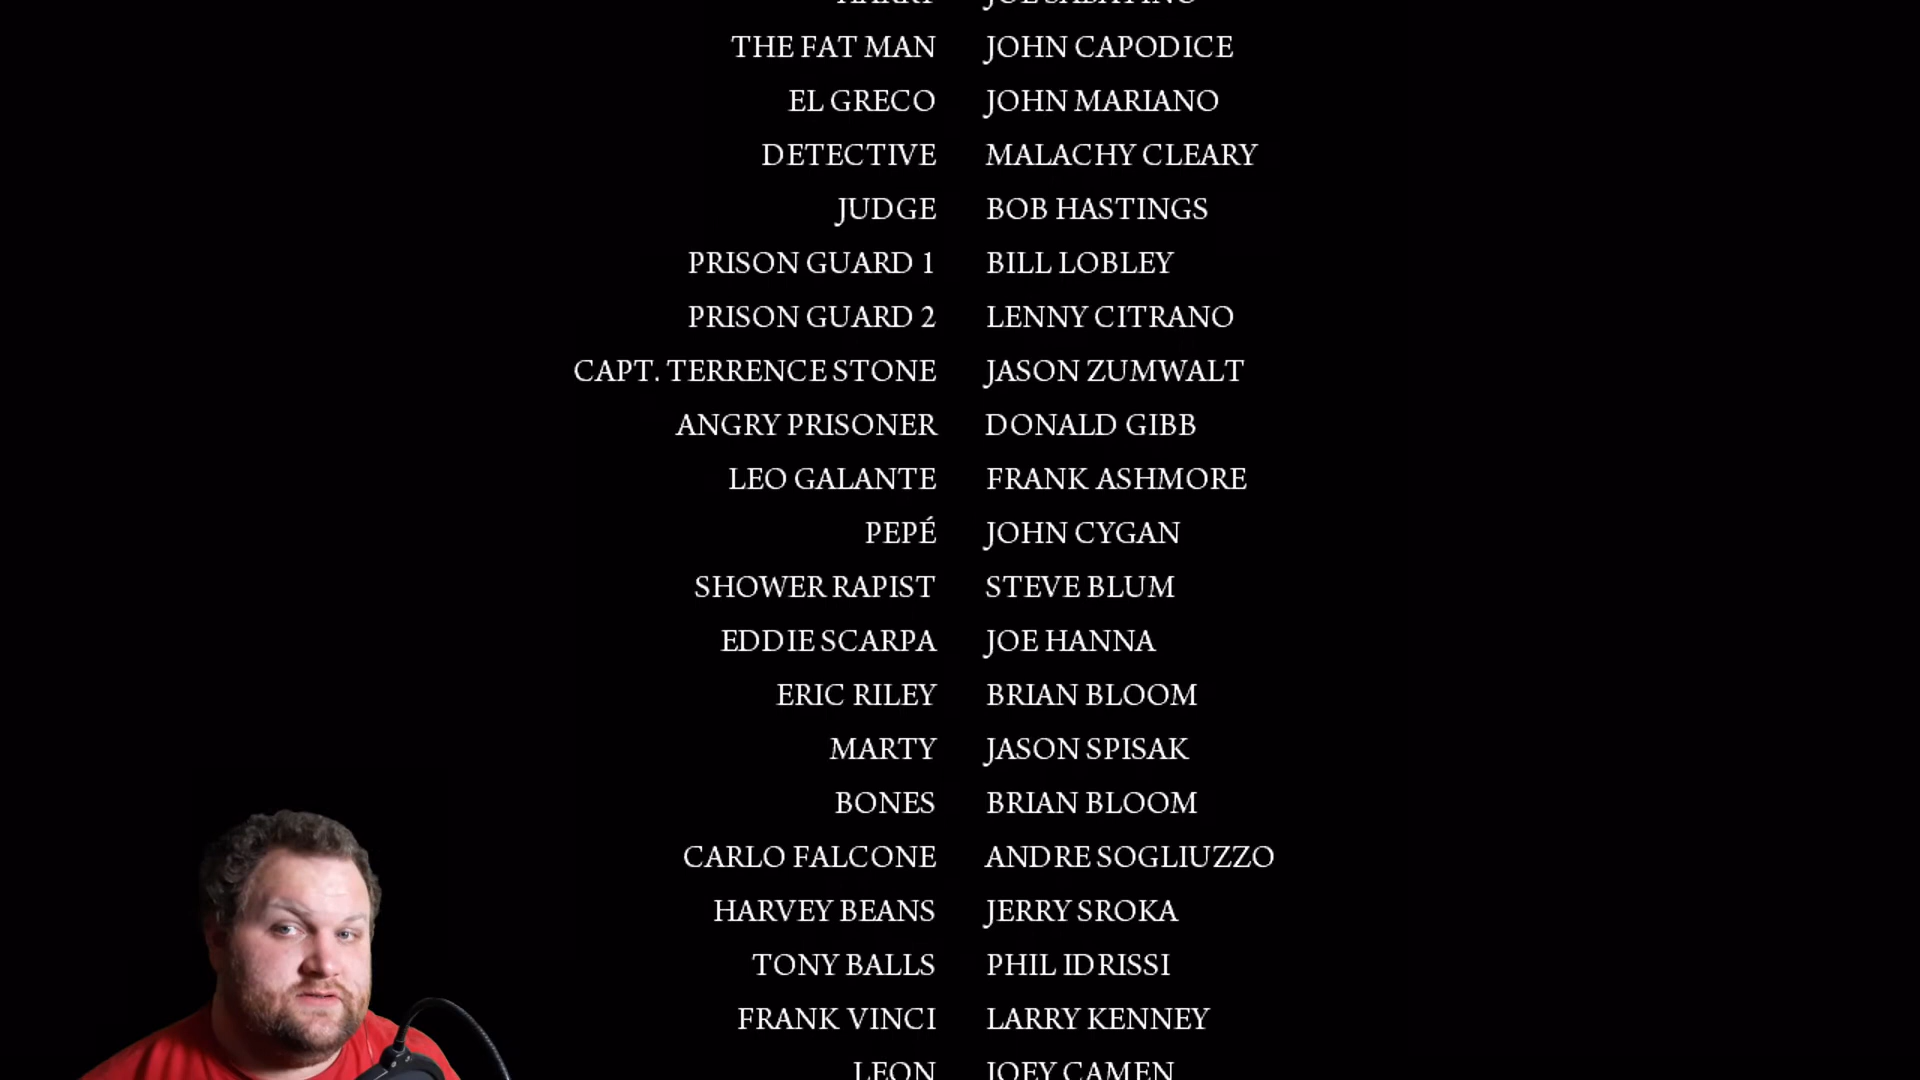 HARRY JOE SABATINO
THE FAT MAN JOHN CAPODICE
EL GRECO JOHN MARIANO
DETECTIVE MALACHY CLEARY
JUDGE BOB HASTINGS
PRISON GUARD 1 BILL LOBLEY
PRISON GUARD 2 LENNY CITRANO
CAPT. TERRENCE STONE JASON ZUMWALT
ANGRY PRISONER DONALD GIBB
LEO GALANTE FRANK ASHMORE
PEPÉ JOHN CYGAN
SHOWER RAPIST STEVE BLUM
EDDIE SCARPA JOE HANNA
ERIC RILEY BRIAN BLOOM
MARTY JASON SPISAK
BONES BRIAN BLOOM
CARLO FALCONE ANDRE SOGLIUZZO
HARVEY BEANS JERRY SROKA
TONY BALLS PHIL IDRISSI
FRANK VINCI LARRY KENNEY
LEON JOEY CAMEN